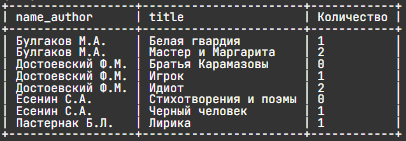 +------------------+-----------------------+------------+
| name_author      | title                 | Количество |
+------------------+-----------------------+------------+
| Булгаков М.А.    | Белая гвардия         | 1          |
| Булгаков М.А.    | Мастер и Маргарита    | 2          |
| Достоевский Ф.М. | Братья Карамазовы     | 0          |
| Достоевский Ф.М. | Игрок                 | 1          |
| Достоевский Ф.М. | Идиот                 | 2          |
| Есенин С.А.      | Стихотворения и поэмы | 0          |
| Есенин С.А.      | Черный человек        | 1          |
| Пастернак Б.Л.   | Лирика                | 1          |
+------------------+-----------------------+------------+